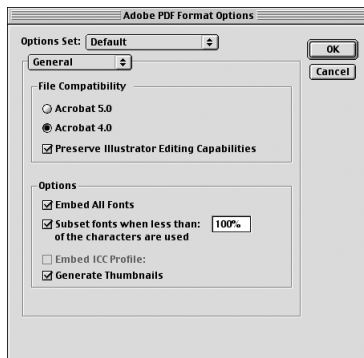 Adobe PDF Format Options
Options Set: Default
OK
General
Cancel
File Compatibility
Acrobat 5.0
Acrobat 4.0
Preserve Illustrator Editing Capabilities
Options
Embed All Fonts
Subset fonts when less than: 100%
of the characters are used
Embed ICC Profile:
Generate Thumbnails